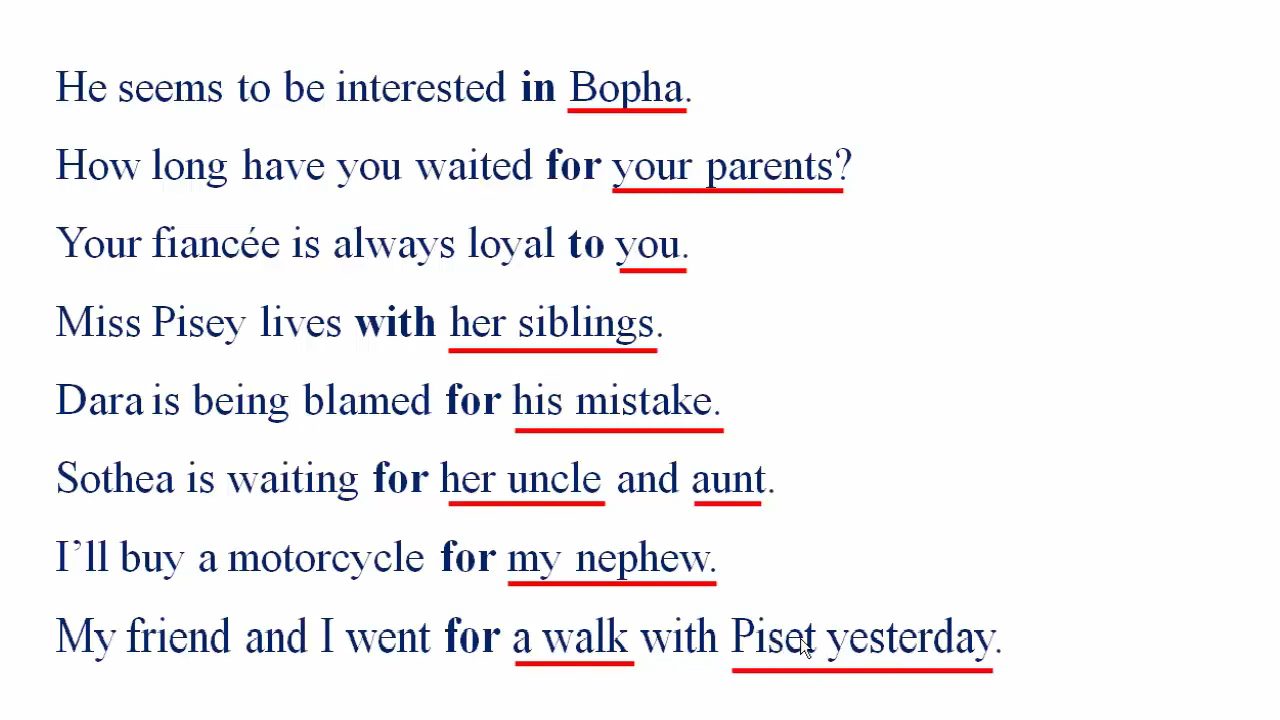 He seems to be interested in Bopha.
How long have you waited for your parents?
Your fiancée is always loyal to you.
Miss Pisey lives with her siblings.
Dara is being blamed for his mistake.
Sothea is waiting for her uncle and aunt.
I’ll buy a motorcycle for my nephew.
My friend and I went for a walk with Piset yesterday.